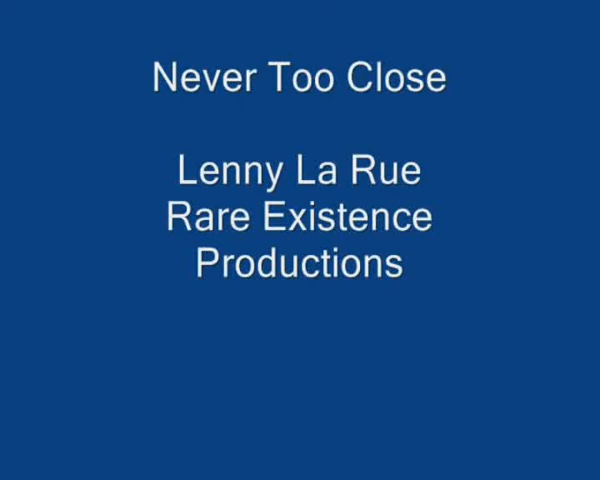 Never Too Close
Lenny La Rue
Rare Existence
Productions